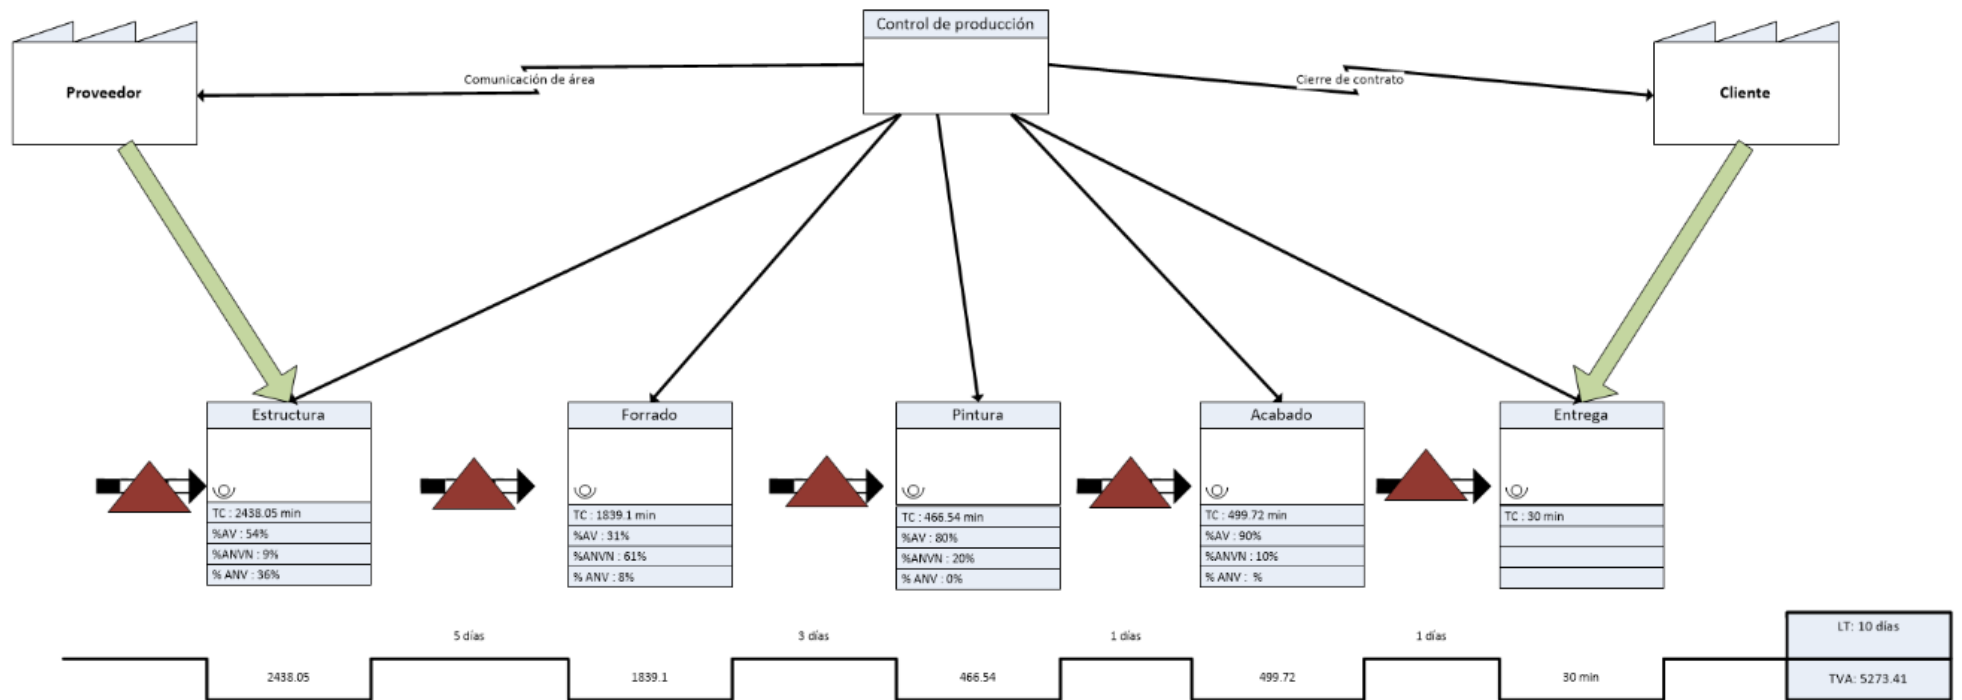 Control de producción
Proveedor
Comunicación de área
Cierre de contrato
Cliente
Estructura
TC : 2438.05 min
%AV : 54%
%ANVN : 9%
% ANV : 36%
Forrado
TC : 1839.1 min
%AV : 31%
%ANVN : 61%
% ANV : 8%
Pintura
TC : 466.54 min
%AV : 80%
%ANVN : 20%
% ANV : 0%
Acabado
TC : 499.72 min
%AV : 90%
%ANVN : 10%
% ANV :  %
Entrega
TC : 30 min
5 días
3 días
1 días
1 días
LT: 10 días
2438.05
1839.1
466.54
499.72
30 min
TVA: 5273.41